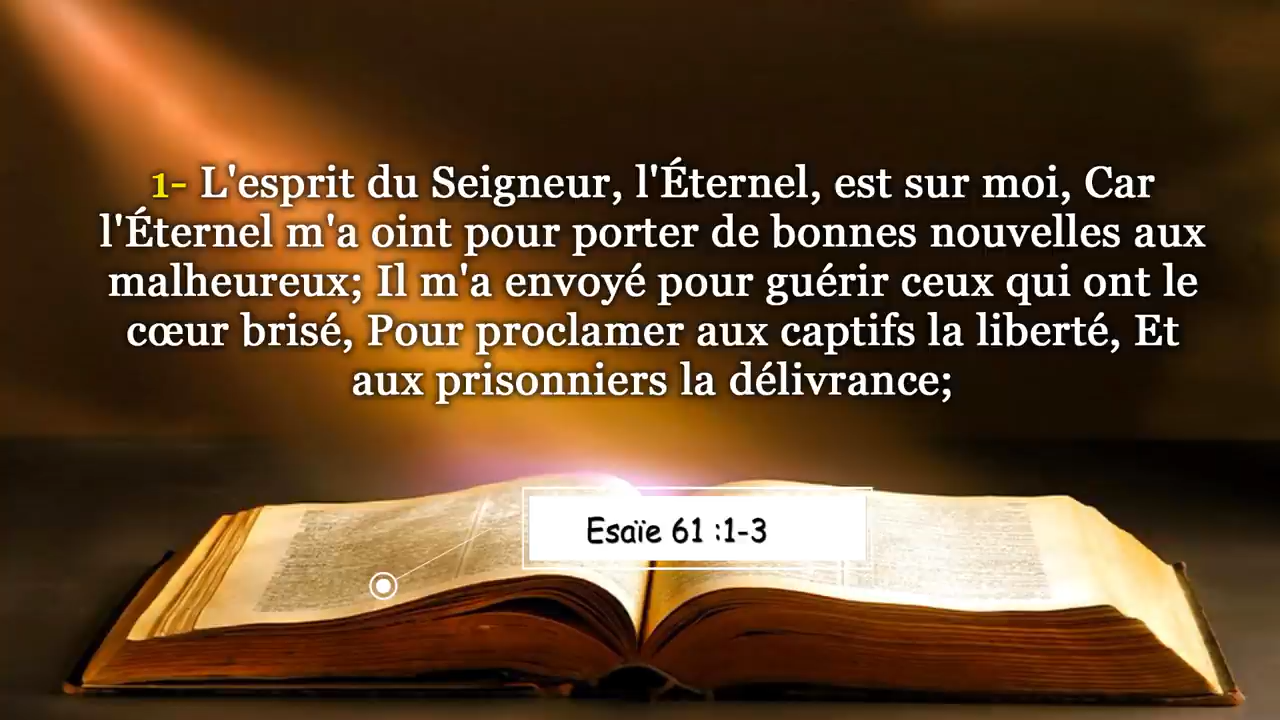 1- L'esprit du Seigneur, l'Éternel, est sur moi, Car
l'Éternel m'a oint pour porter de bonnes nouvelles aux
malheureux; Il m'a envoyé pour guérir ceux qui ont le
cœur brisé, Pour proclamer aux captifs la liberté, Et
aux prisonniers la délivrance;
Esaïe 61 :1-3